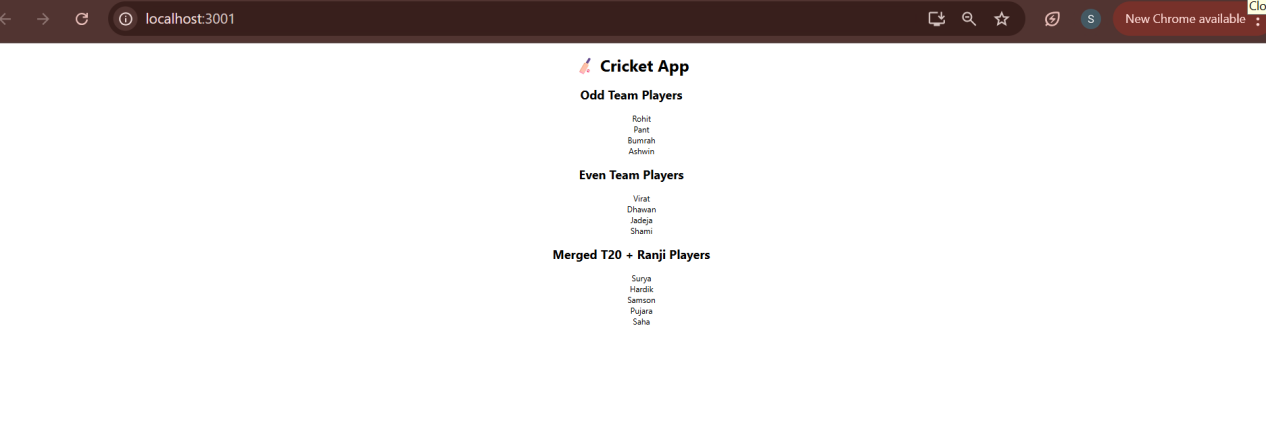 Clo
localhost:3001
S
New Chrome available
🏏 Cricket App
Odd Team Players
Rohit
Pant
Bumrah
Ashwin
Even Team Players
Virat
Dhawan
Jadeja
Shami
Merged T20 + Ranji Players
Surya
Hardik
Samson
Pujara
Saha